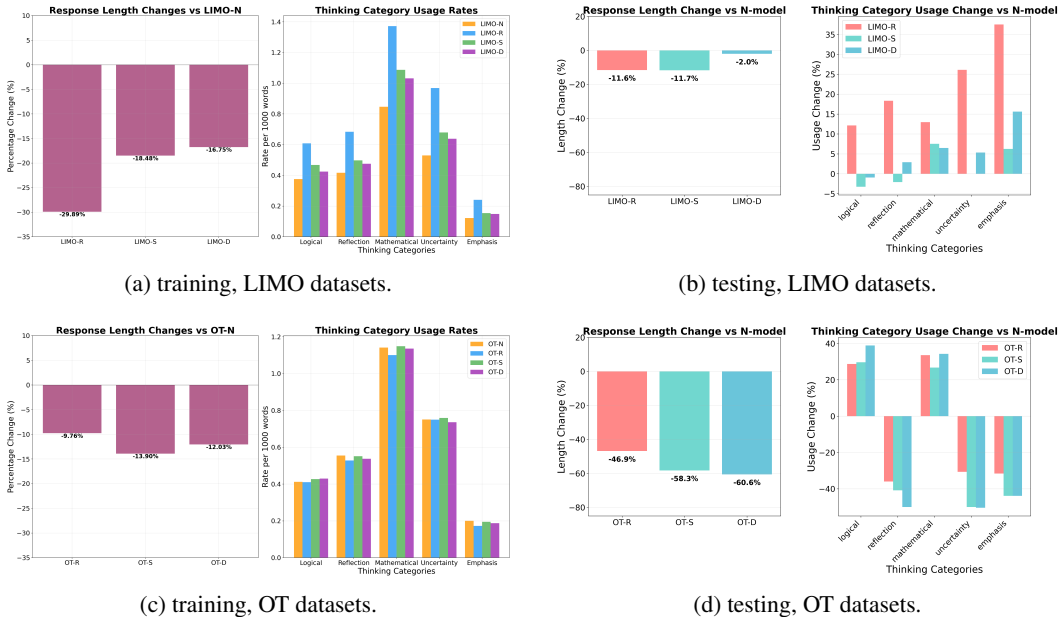 Response Length Changes vs LIMO-N
Percentage Change (%)
10
5
0
−5
−10
−15
−20
−25
−30
−35
-29.89%
-18.48%
-16.75%
LIMO-R
LIMO-S
LIMO-D
Thinking Category Usage Rates
Rate per 1000 words
1.4
1.2
1.0
0.8
0.6
0.4
0.2
0.0
LIMO-N
LIMO-R
LIMO-S
LIMO-D
Logical
Reflection
Mathematical
Uncertainty
Emphasis
Thinking Categories
(a) training, LIMO datasets.
Response Length Change vs N-model
Length Change (%)
20
0
−20
−40
−60
−80
-11.6%
-11.7%
-2.0%
LIMO-R
LIMO-S
LIMO-D
Thinking Category Usage Change vs N-model
Usage Change (%)
35
30
25
20
15
10
5
0
−5
LIMO-R
LIMO-S
LIMO-D
logical
reflection
mathematical
uncertainty
emphasis
Thinking Categories
(b) testing, LIMO datasets.
Response Length Changes vs OT-N
Percentage Change (%)
10
5
0
−5
−10
−15
−20
−25
−30
−35
-9.76%
-13.90%
-12.03%
OT-R
OT-S
OT-D
Thinking Category Usage Rates
Rate per 1000 words
1.2
1.0
0.8
0.6
0.4
0.2
0.0
OT-N
OT-R
OT-S
OT-D
Logical
Reflection
Mathematical
Uncertainty
Emphasis
Thinking Categories
(c) training, OT datasets.
Response Length Change vs N-model
Length Change (%)
20
0
−20
−40
−60
−80
-46.9%
-58.3%
-60.6%
OT-R
OT-S
OT-D
Thinking Category Usage Change vs N-model
Usage Change (%)
40
20
0
−20
−40
OT-R
OT-S
OT-D
logical
reflection
mathematical
uncertainty
emphasis
Thinking Categories
(d) testing, OT datasets.